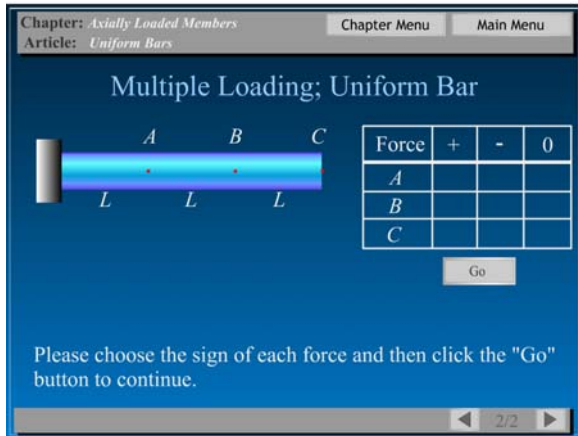 Chapter: Axially Loaded Members
Chapter Menu
Main Menu
Article: Uniform Bars
Multiple Loading; Uniform Bar
A B C
L L L
Force + - 0
A
B
C
Go
Please choose the sign of each force and then click the "Go"
button to continue.
2/2